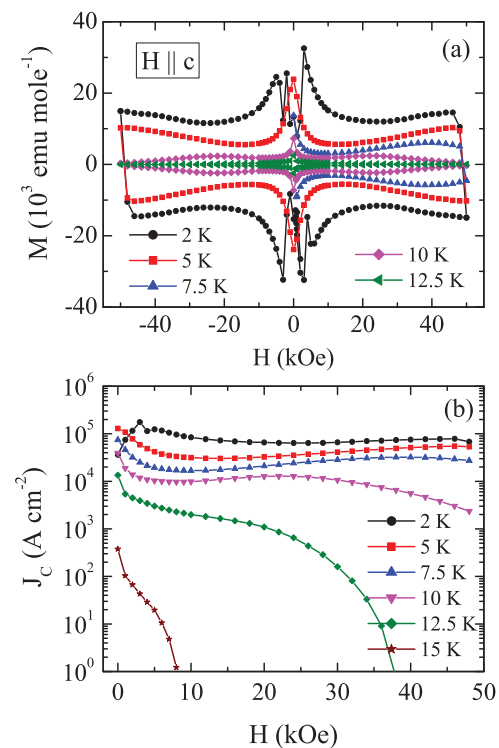 (a)
H || c
40
20
0
-20
-40
M (10³ emu mole⁻¹)
2 K
5 K
7.5 K
10 K
12.5 K
-40 -20 0 20 40
H (kOe)
(b)
10⁶
10⁵
10⁴
10³
10²
10¹
10⁰
J_C (A cm⁻²)
2 K
5 K
7.5 K
10 K
12.5 K
15 K
0 10 20 30 40 50
H (kOe)